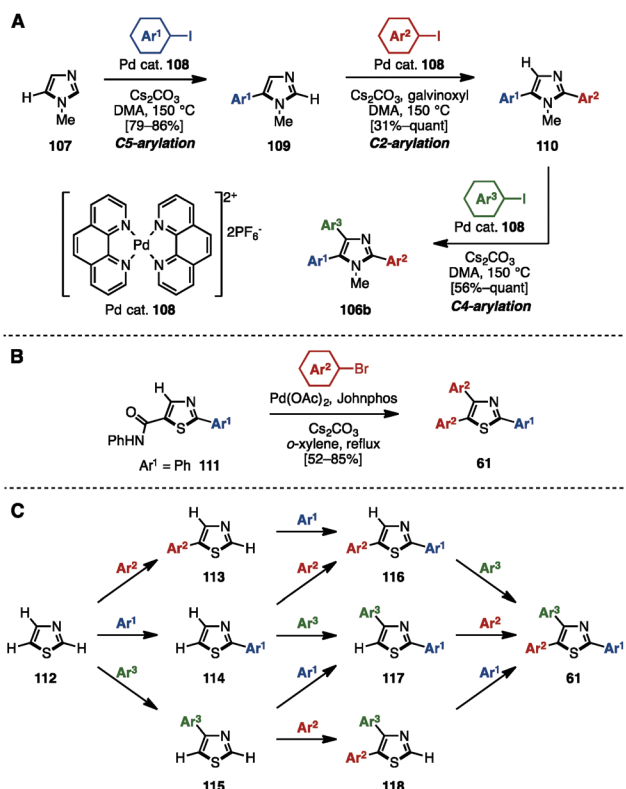 A
Ar1 I
Pd cat. 108
Cs2CO3
DMA, 150 °C
[79–86%]
C5-arylation
Ar2 I
Pd cat. 108
Cs2CO3, galvinoxyl
DMA, 150 °C
[31%–quant]
C2-arylation
H N N Me
107
Ar1 N N H Me
109
H N Ar1 N Ar2 Me
110
Ar3 I
Pd cat. 108
Cs2CO3
DMA, 150 °C
[56%–quant]
C4-arylation
N N Pd N N 2+
2PF6-
Pd cat. 108
Ar3 N Ar1 N Ar2 Me
106b
B
Ar2 Br
Pd(OAc)2, Johnphos
Cs2CO3
o-xylene, reflux
[52–85%]
H N O S Ar1 PhHN
Ar1 = Ph 111
Ar2 N Ar2 S Ar1
61
C
H N Ar2 S H
113
Ar1
H N Ar2 S Ar1
116
Ar2
Ar2
Ar3
H N H S H
112
Ar1
H N H S Ar1
114
Ar3
Ar3 N H S Ar1
117
Ar2
Ar3 N Ar2 S Ar1
61
Ar3
Ar1
Ar1
Ar3 N H S H
115
Ar2
Ar3 N Ar2 S H
118